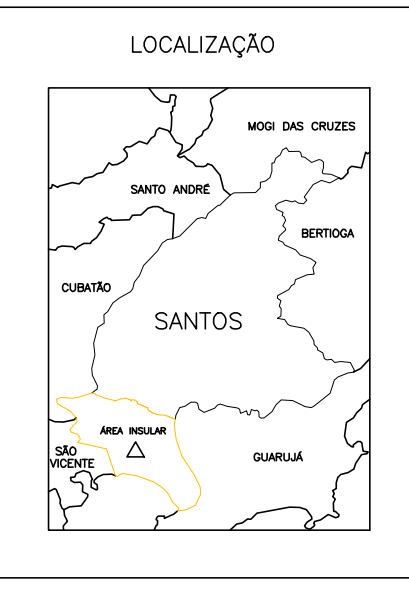 LOCALIZAÇÃO
MOGI DAS CRUZES
SANTO ANDRÉ
BERTIOGA
CUBATÃO
SANTOS
ÁREA INSULAR
SÃO
VICENTE
GUARUJÁ